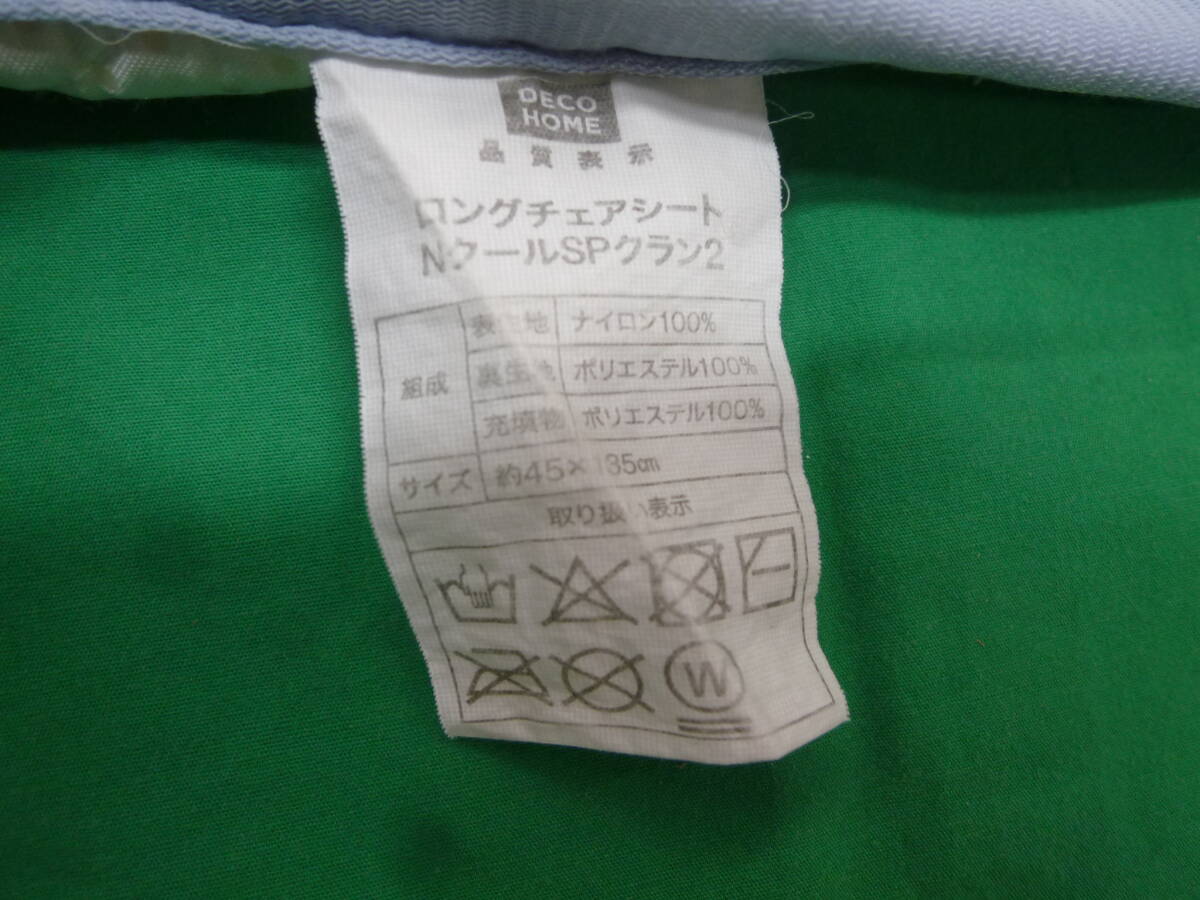 DECO
HOME
品質表示
ロングチェアシート
NクールSPクラン2
組成
表生地 ナイロン100%
裏生地 ポリエステル100%
充填物 ポリエステル100%
サイズ 約45×135cm
取り扱い表示
W